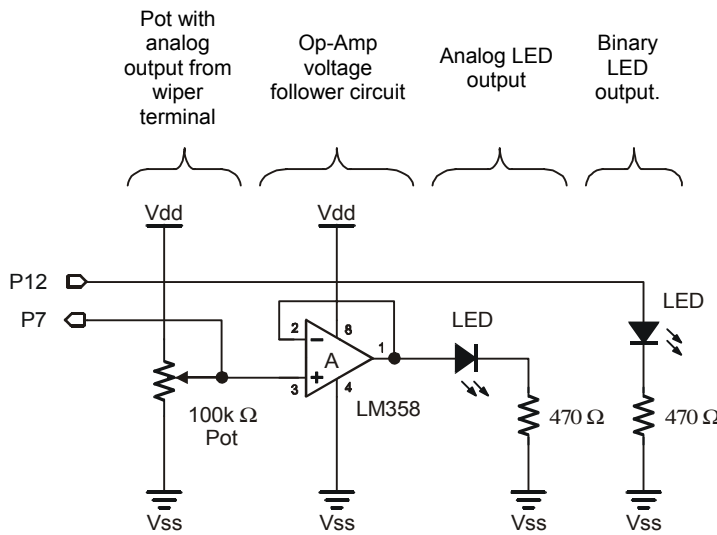 Pot with
analog
output from
wiper
terminal
Op-Amp
voltage
follower circuit
Analog LED
output
Binary
LED
output.
Vdd
Vdd
P12
P7
LED
LED
2
8
1
A
3
4
LM358
100k Ω
Pot
470 Ω
470 Ω
Vss
Vss
Vss
Vss